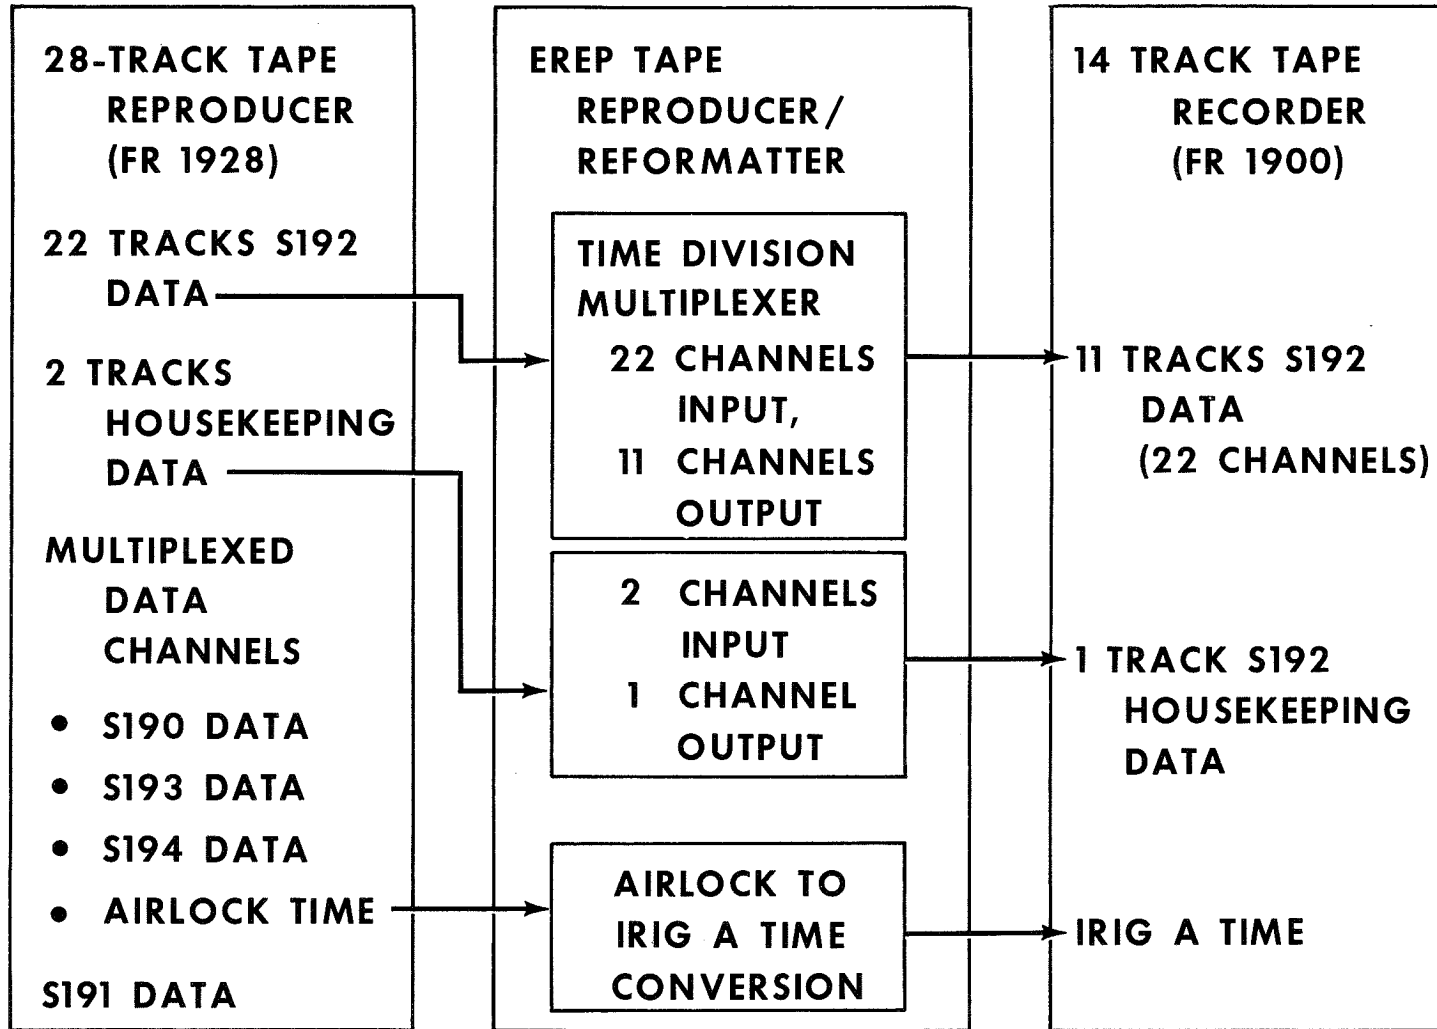 28-TRACK TAPE
REPRODUCER
(FR 1928)
22 TRACKS S192
DATA
2 TRACKS
HOUSEKEEPING
DATA
MULTIPLEXED
DATA
CHANNELS
• S190 DATA
• S193 DATA
• S194 DATA
• AIRLOCK TIME
S191 DATA
EREP TAPE
REPRODUCER/
REFORMATTER
TIME DIVISION
MULTIPLEXER
22 CHANNELS
INPUT,
11 CHANNELS
OUTPUT
2 CHANNELS
INPUT
1 CHANNEL
OUTPUT
AIRLOCK TO
IRIG A TIME
CONVERSION
14 TRACK TAPE
RECORDER
(FR 1900)
11 TRACKS S192
DATA
(22 CHANNELS)
1 TRACK S192
HOUSEKEEPING
DATA
IRIG A TIME